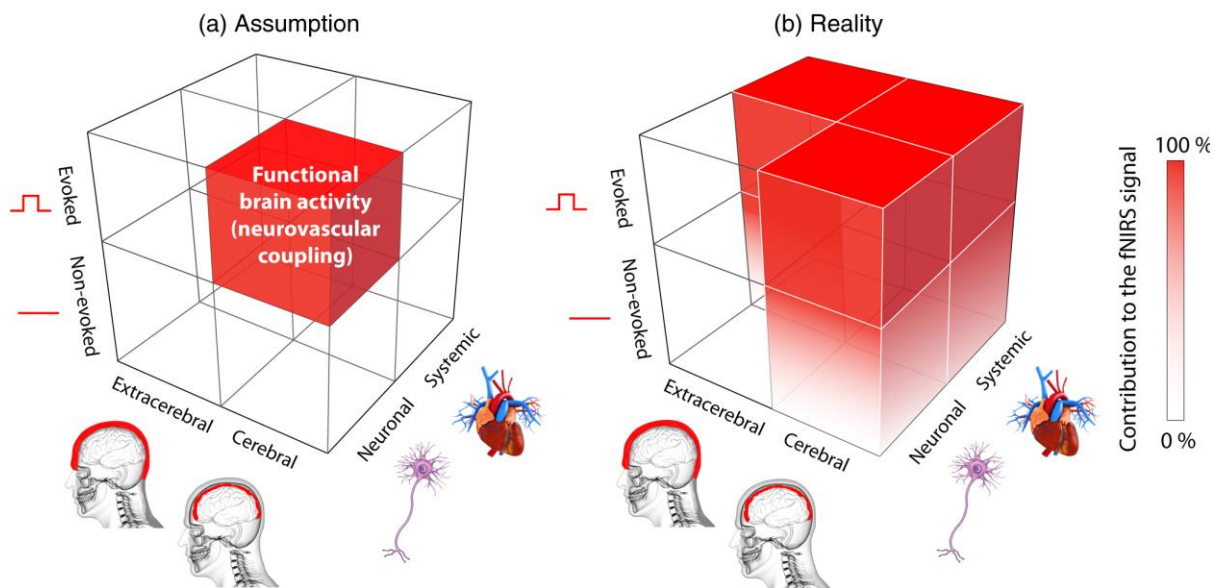 (a) Assumption
Evoked
Non-evoked
Functional
brain activity
(neurovascular
coupling)
Extracerebral
Cerebral
Neuronal
Systemic
(b) Reality
Evoked
Non-evoked
Extracerebral
Cerebral
Neuronal
Systemic
Contribution to the fNIRS signal
100 %
0 %